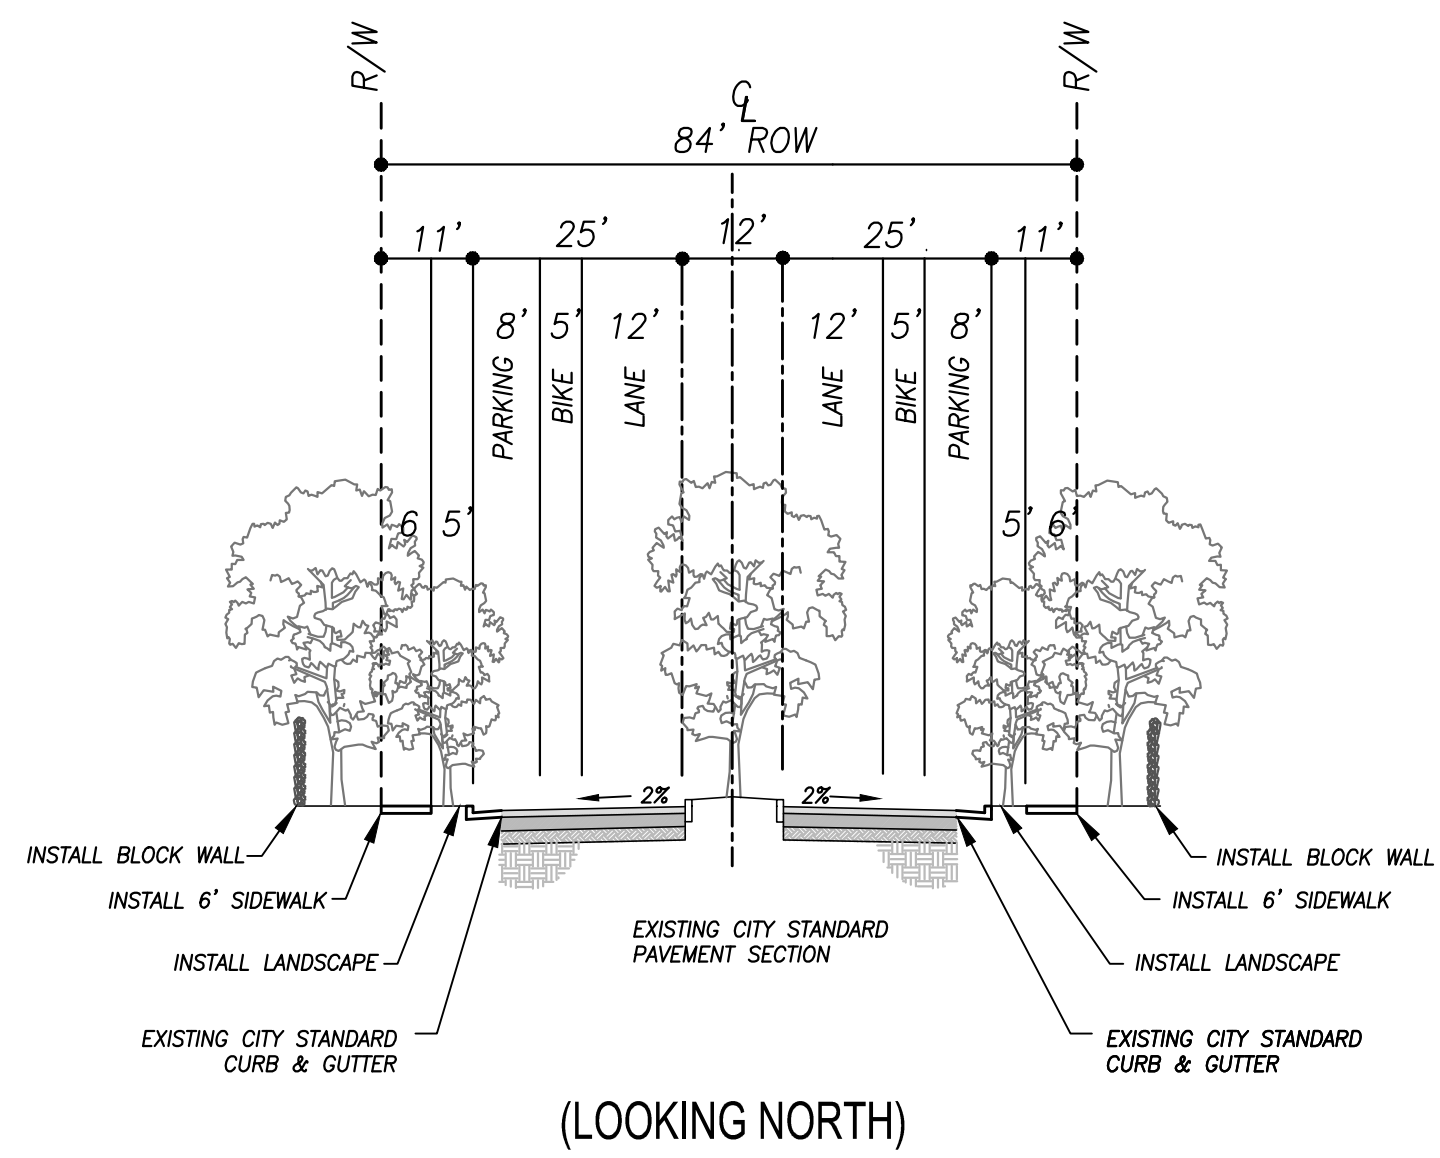 R/W
R/W
CL
84' ROW
11'
25'
12'
25'
11'
8'
5'
12'
12'
5'
8'
PARKING
BIKE
LANE
LANE
BIKE
PARKING
6
5'
5'
6'
2%
2%
INSTALL BLOCK WALL
INSTALL BLOCK WALL
INSTALL 6' SIDEWALK
INSTALL 6' SIDEWALK
EXISTING CITY STANDARD
PAVEMENT SECTION
INSTALL LANDSCAPE
INSTALL LANDSCAPE
EXISTING CITY STANDARD
CURB & GUTTER
EXISTING CITY STANDARD
CURB & GUTTER
(LOOKING NORTH)